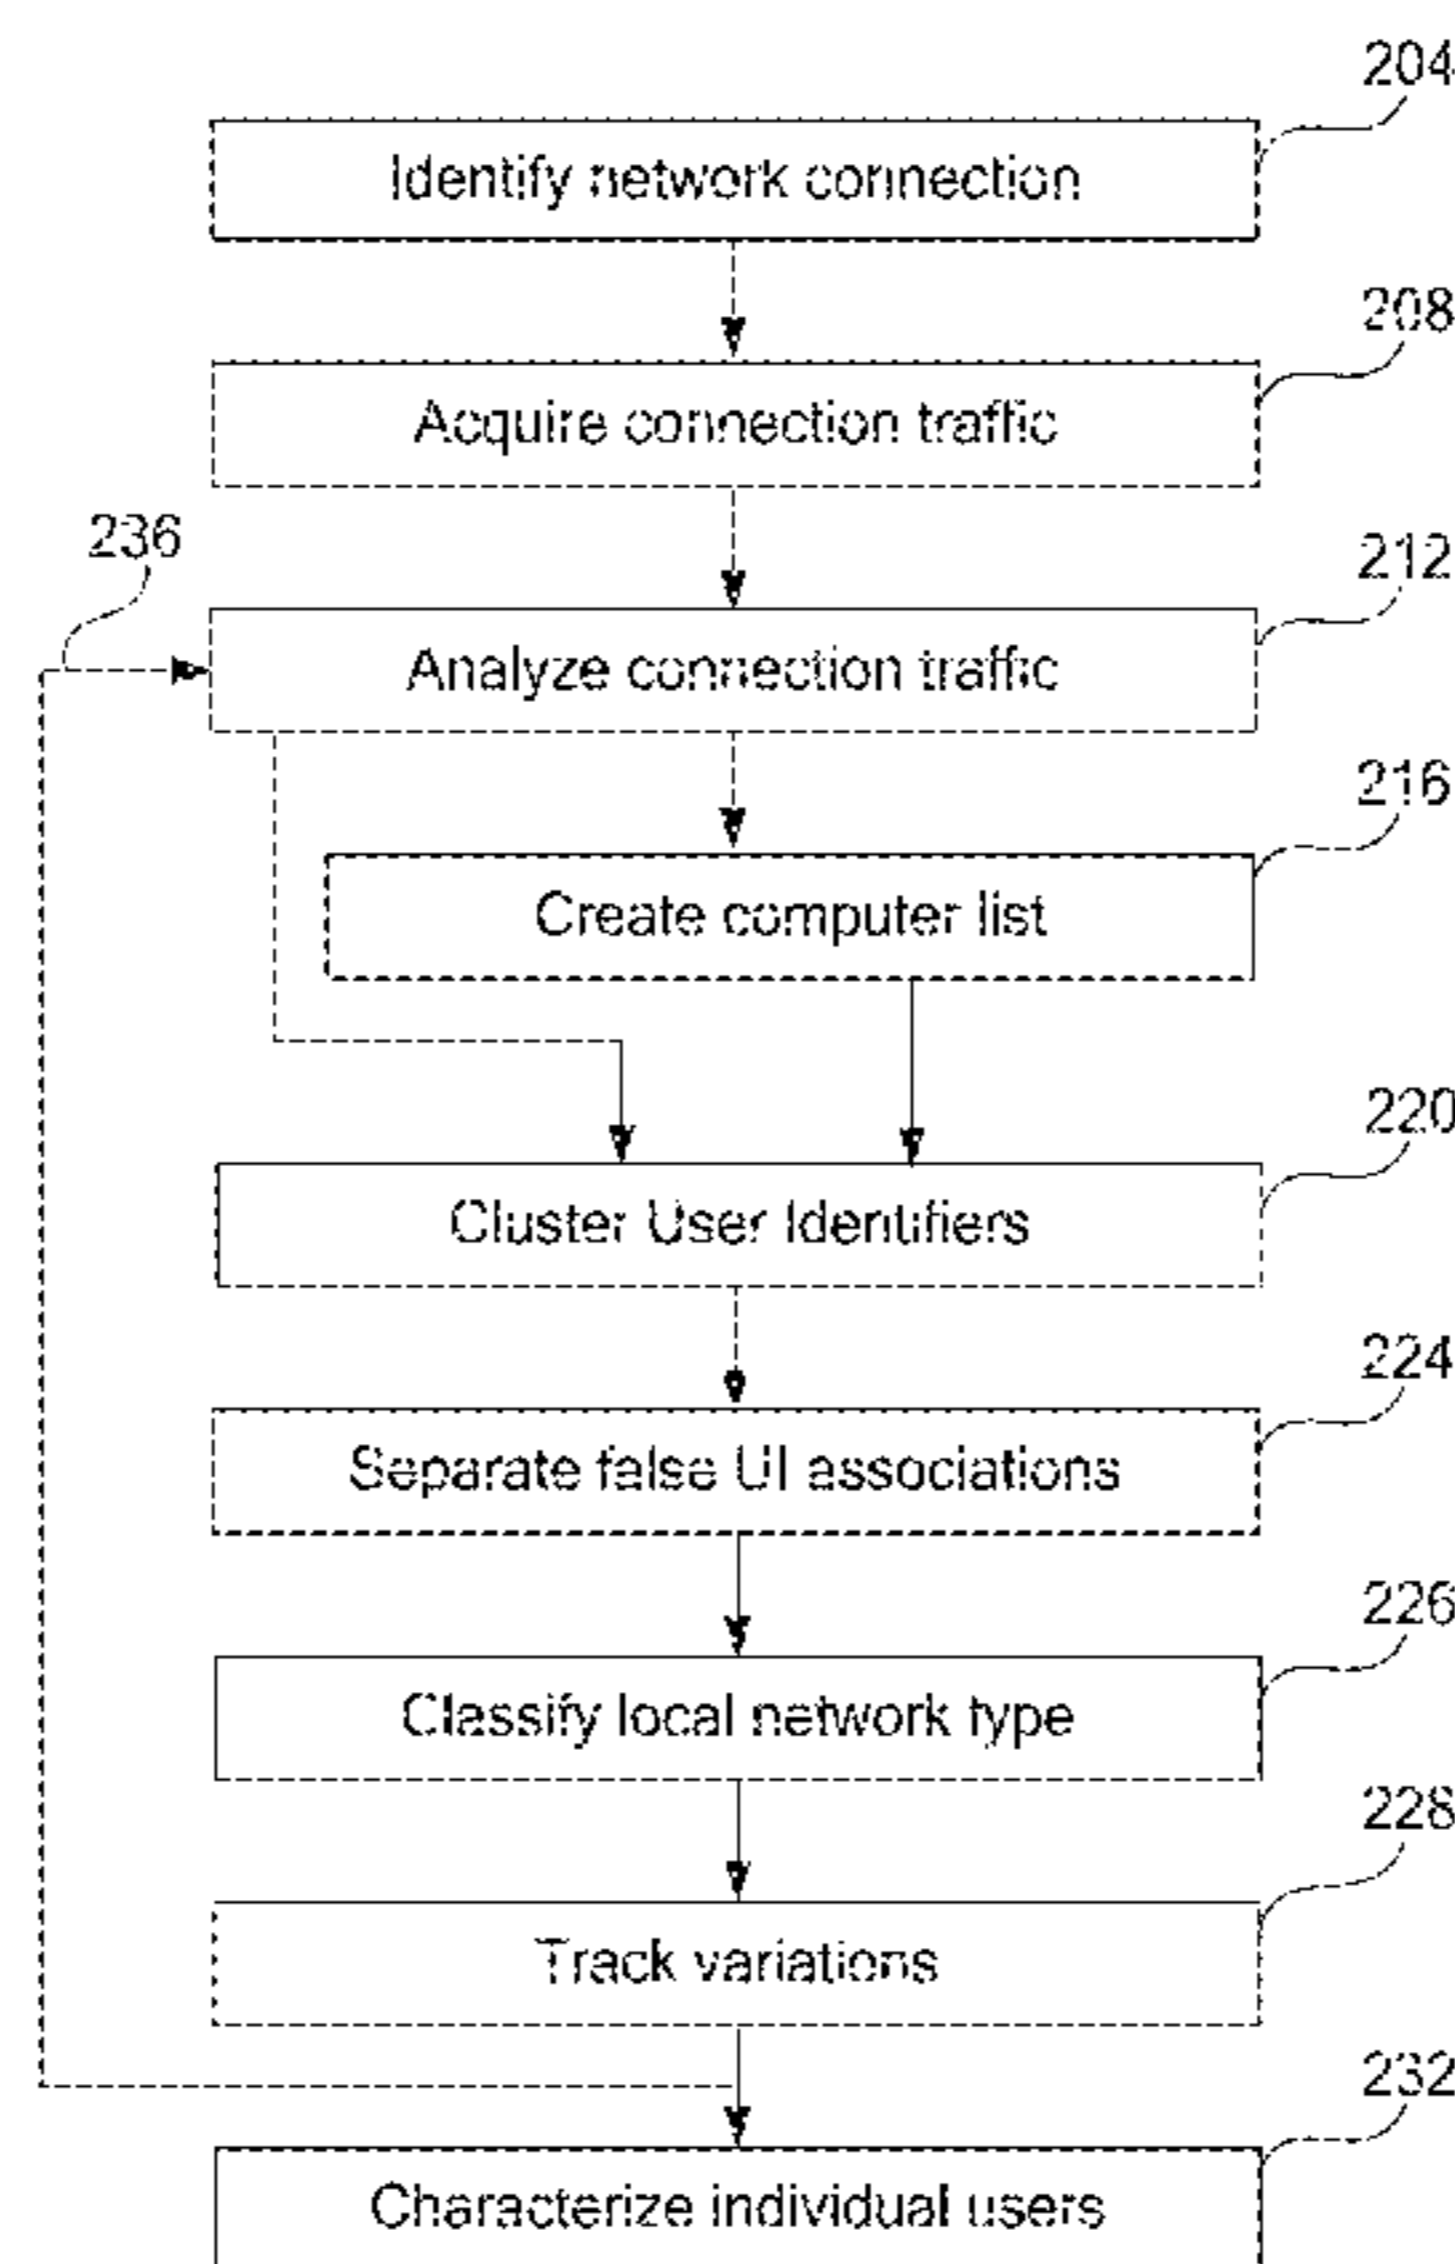 204
Identify network connection
208
Acquire connection traffic
236
212
Analyze connection traffic
216
Create computer list
220
Cluster User Identifiers
224
Separate false UI associations
226
Classify local network type
228
Track variations
232
Characterize individual users